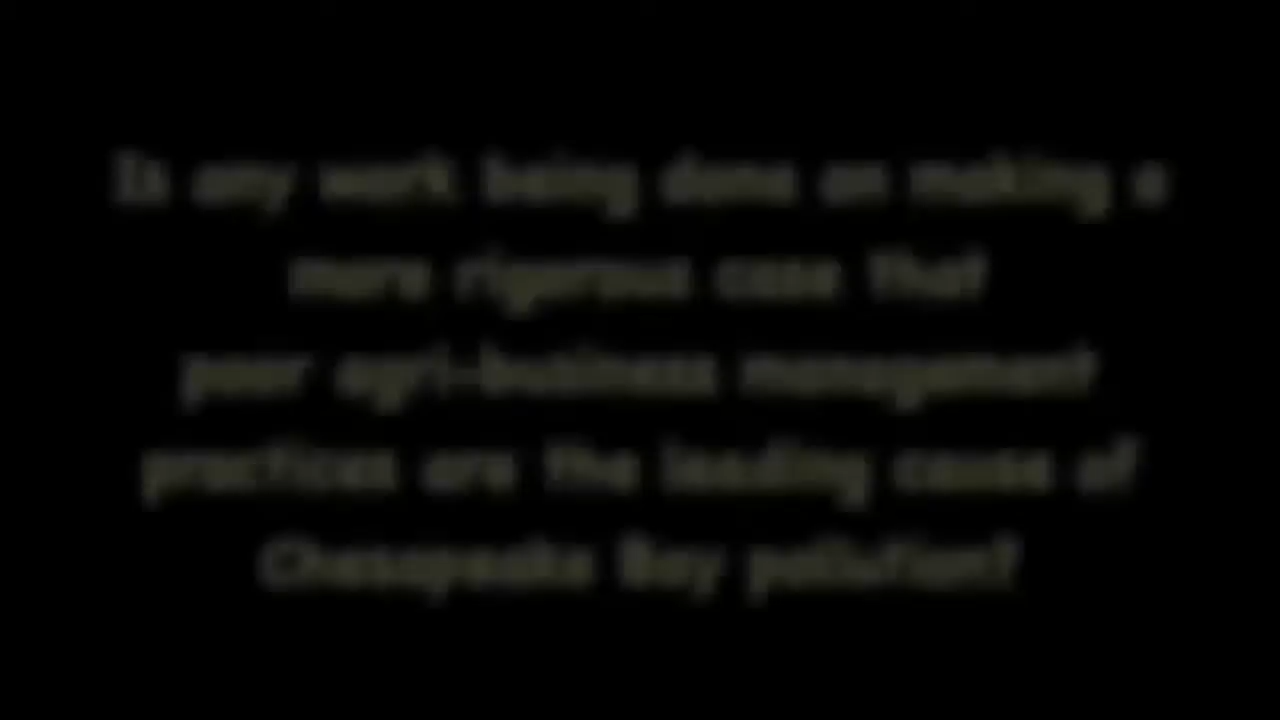 Is any work being done on making a
more rigorous case that
poor agri-business management
practices are the leading cause of
Chesapeake Bay pollution?